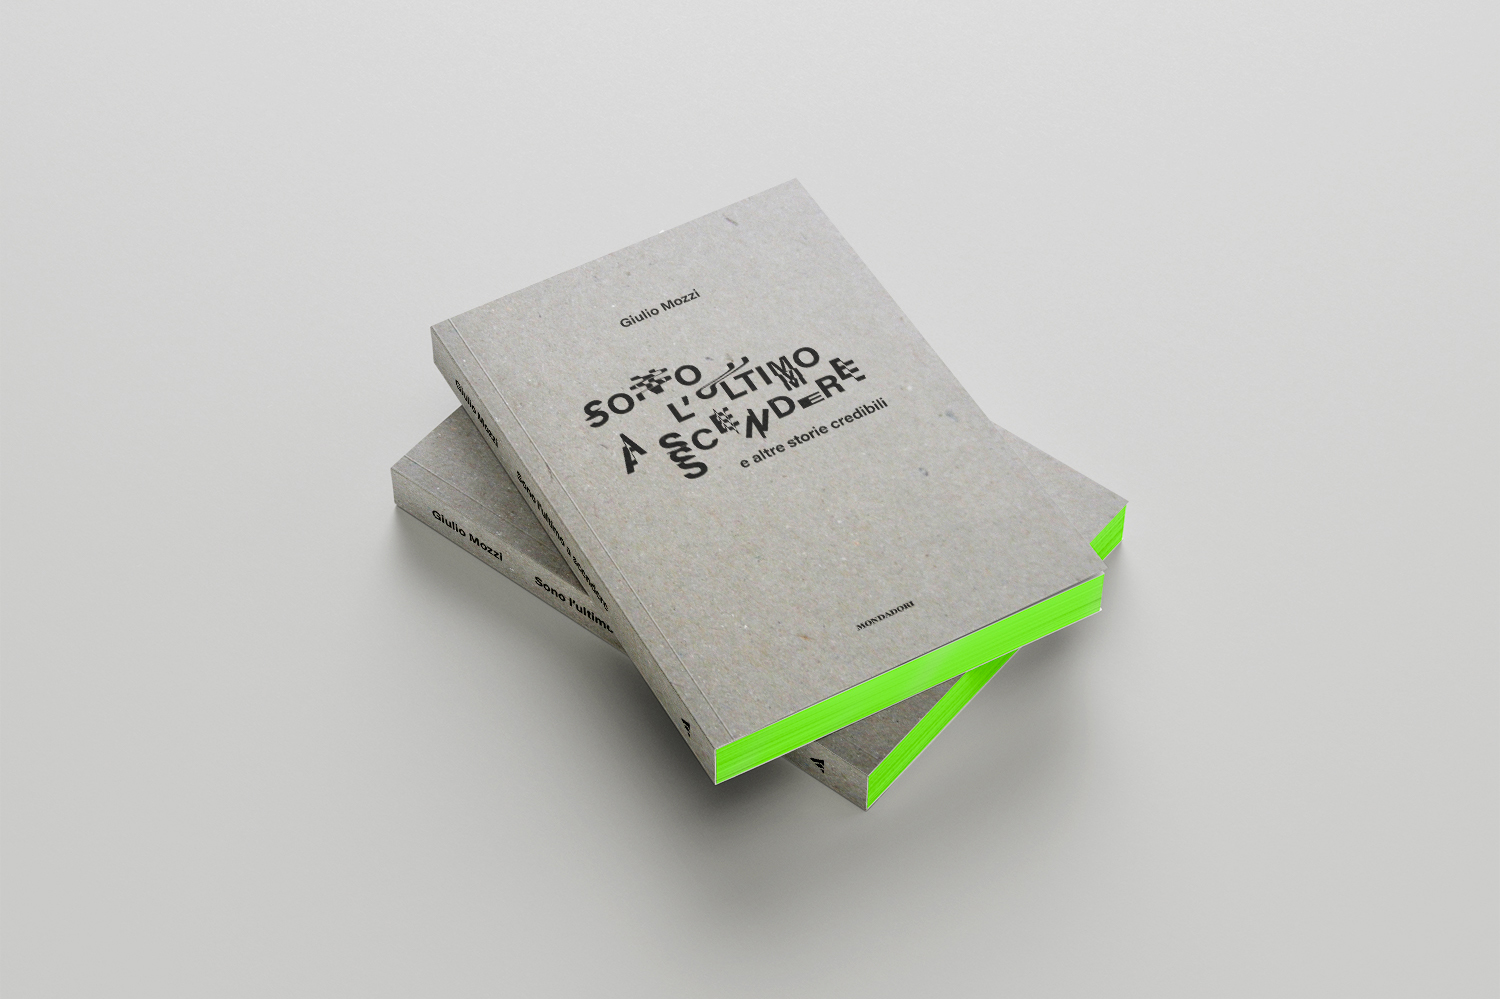 Giulio Mozzi
SONO
L'ULTIMO
A SCENDERE
e altre storie credibili
MONDADORI
Giulio Mozzi
Sono l'ultimo a scendere
Giulio Mozzi
Sono l'ultimo